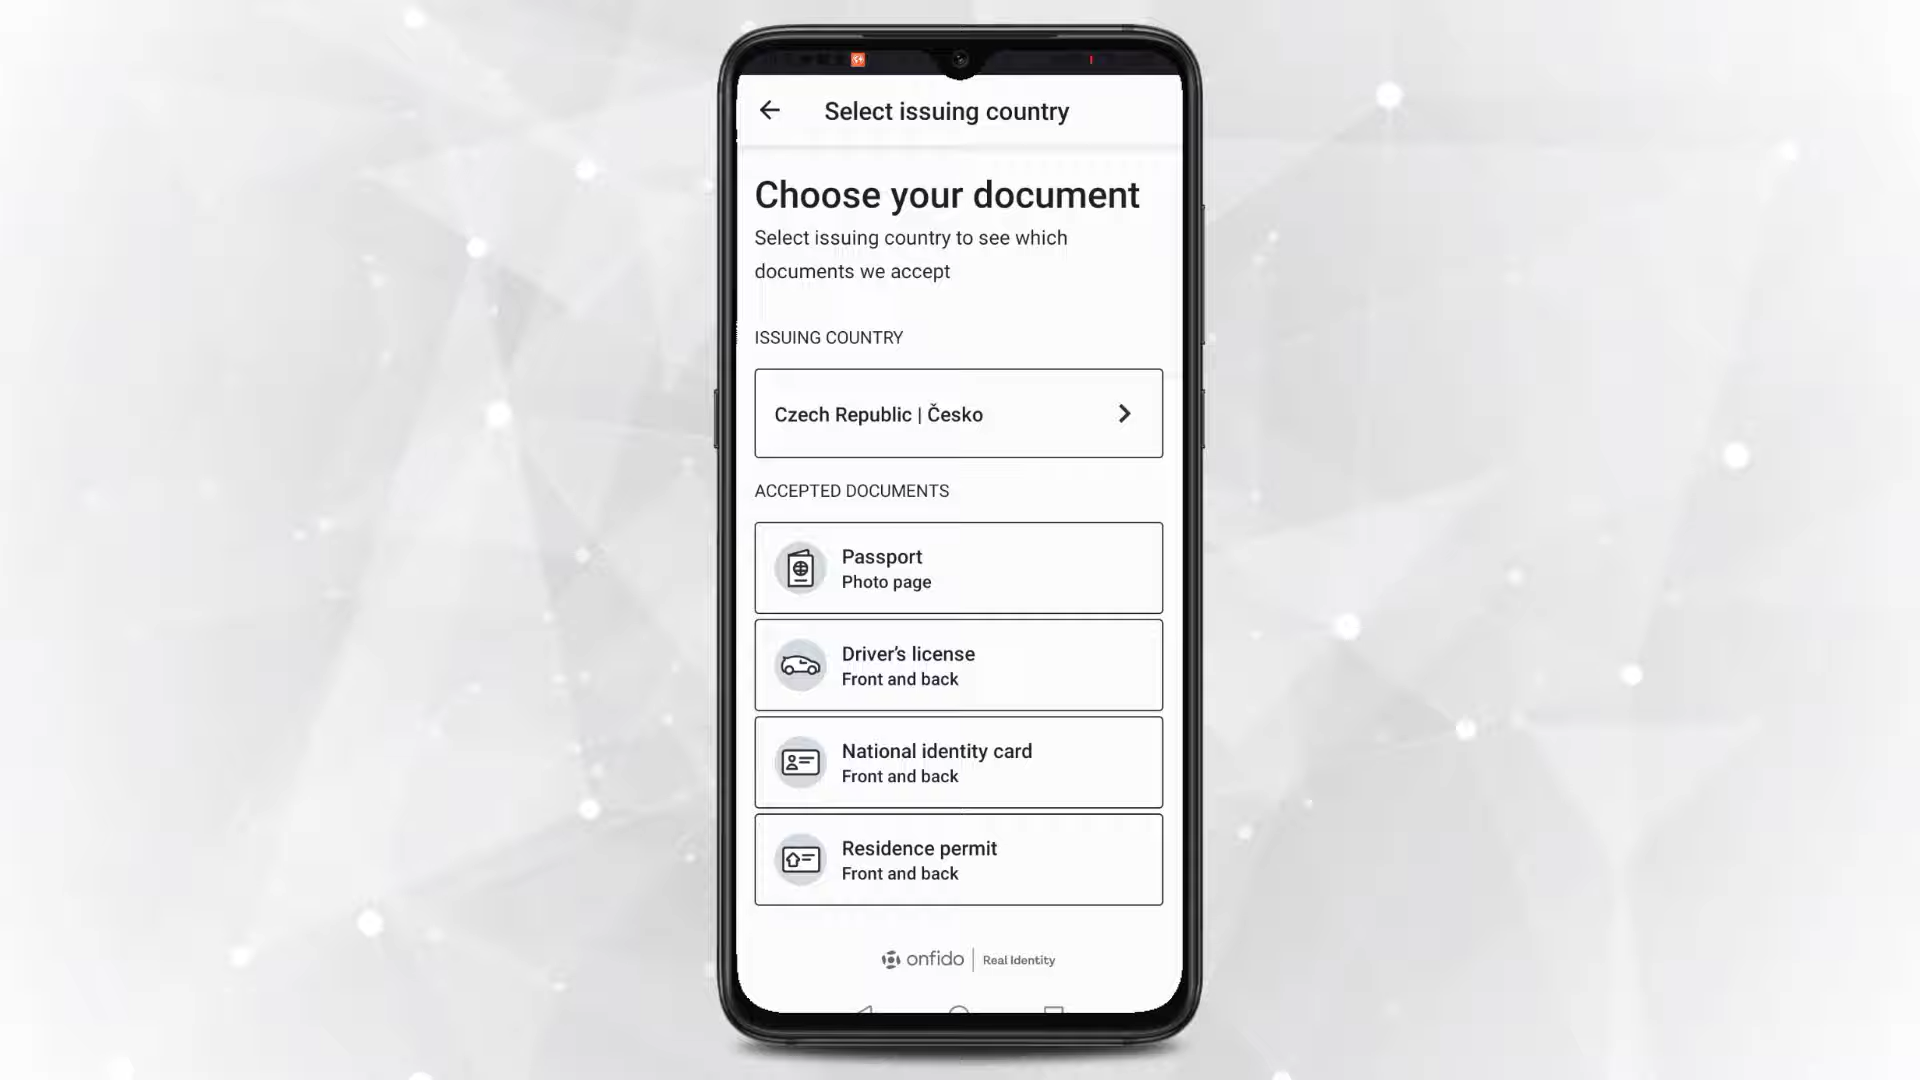 Select issuing country
Choose your document
Select issuing country to see which
documents we accept
ISSUING COUNTRY
Czech Republic | Česko
ACCEPTED DOCUMENTS
Passport
Photo page
Driver’s license
Front and back
National identity card
Front and back
Residence permit
Front and back
onfido | Real Identity